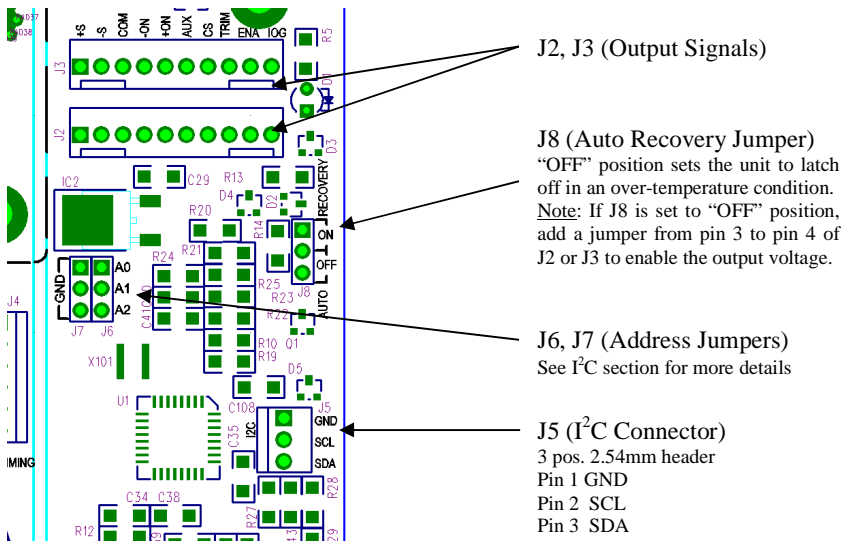 AD37
AD38
+S -S COM -ON +ON AUX CS TRIM ENA IOG
R5
J3
D1
J2
D3
IC2
C29
R13
RECOVERY
D4
D2
R20
R14
ON
R21
OFF
R24
A0
GND
A1
A2
R25
R23
J8
AUTO
J4
C41
R22
J7 J6
Q1
R10
X101
R19
D5
U1
C108
J5
GND
I2C
SCL
C35
SDA
MING
R28
C34 C38
R27
R12
J2, J3 (Output Signals)
J8 (Auto Recovery Jumper)
“OFF” position sets the unit to latch
off in an over-temperature condition.
Note: If J8 is set to “OFF” position,
add a jumper from pin 3 to pin 4 of
J2 or J3 to enable the output voltage.
J6, J7 (Address Jumpers)
See I²C section for more details
J5 (I²C Connector)
3 pos. 2.54mm header
Pin 1 GND
Pin 2 SCL
Pin 3 SDA